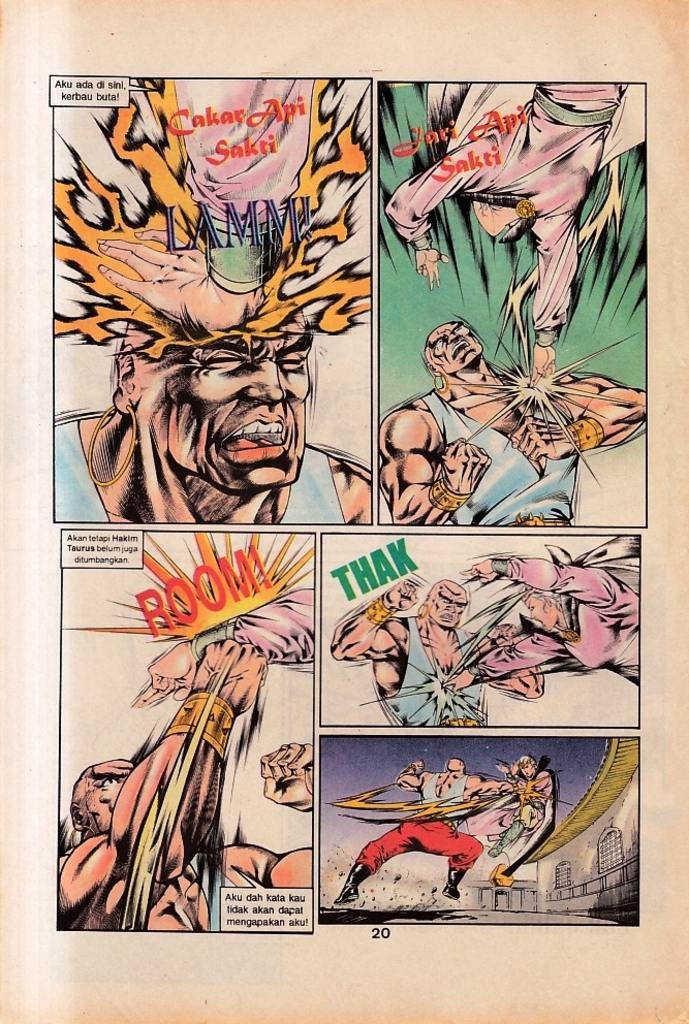 Aku ada di sini,
kerbau buta!
Cakar Api
Sakti
LAMM!
Jari Api
Sakti
Akan tetapi Hakim
Taurus belum juga
ditumbangkan.
ROOM!
THAK
Aku dah kata kau
tidak akan dapat
mengapakan aku!
20